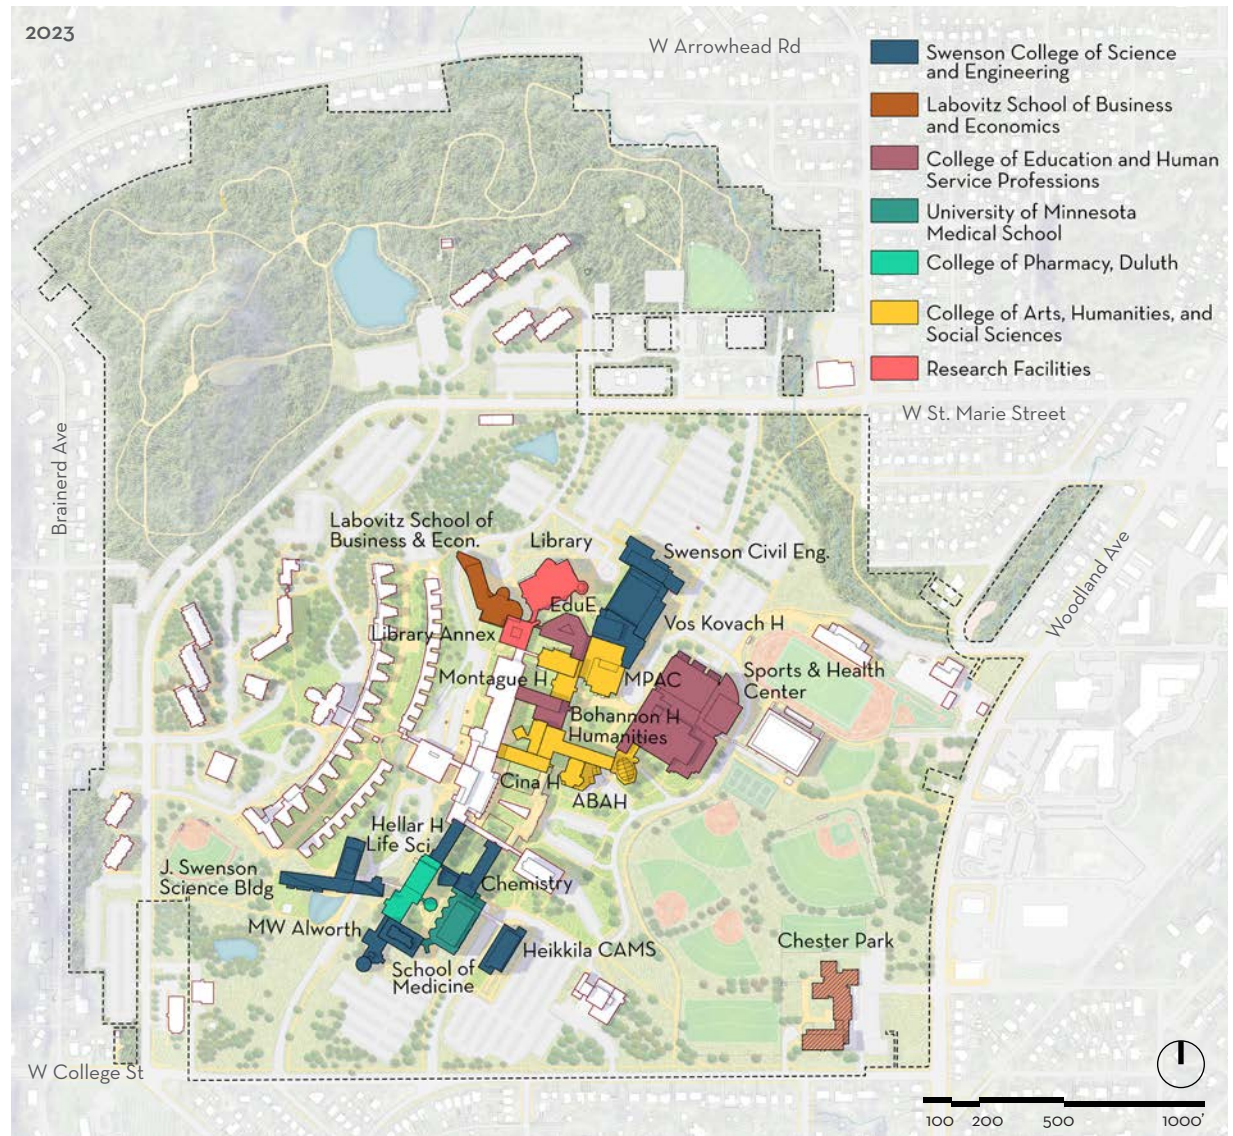 2023
W Arrowhead Rd
Swenson College of Science
and Engineering
Labovitz School of Business
and Economics
College of Education and Human
Service Professions
University of Minnesota
Medical School
College of Pharmacy, Duluth
College of Arts, Humanities, and
Social Sciences
Research Facilities
W St. Marie Street
Brainerd Ave
Woodland Ave
Labovitz School of
Business & Econ.
Library
Swenson Civil Eng.
EduE
Vos Kovach H
Library Annex
Montague H
MPAC
Sports & Health
Center
Bohannon H
Humanities
Cina H
ABAH
Hellar H
Life Sci
J. Swenson
Science Bldg
Chemistry
MW Alworth
Heikkila CAMS
School of
Medicine
Chester Park
W College St
100 200 500 1000'